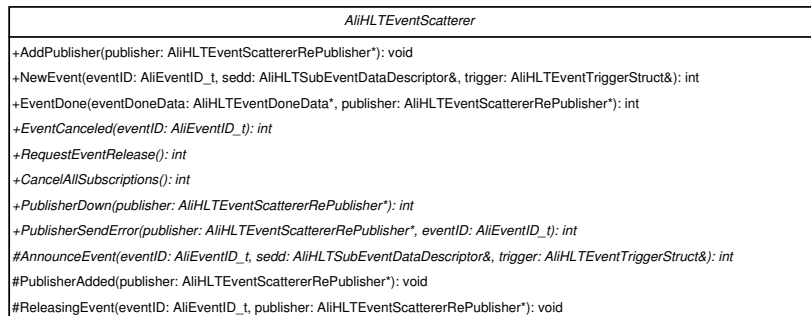 AliHLTEventScatterer
+AddPublisher(publisher: AliHLTEventScattererRePublisher*): void
+NewEvent(eventID: AliEventID_t, sedd: AliHLTSubEventDataDescriptor&, trigger: AliHLTEventTriggerStruct&): int
+EventDone(eventDoneData: AliHLTEventDoneData*, publisher: AliHLTEventScattererRePublisher*): int
+EventCanceled(eventID: AliEventID_t): int
+RequestEventRelease(): int
+CancelAllSubscriptions(): int
+PublisherDown(publisher: AliHLTEventScattererRePublisher*): int
+PublisherSendError(publisher: AliHLTEventScattererRePublisher*, eventID: AliEventID_t): int
#AnnounceEvent(eventID: AliEventID_t, sedd: AliHLTSubEventDataDescriptor&, trigger: AliHLTEventTriggerStruct&): int
#PublisherAdded(publisher: AliHLTEventScattererRePublisher*): void
#ReleasingEvent(eventID: AliEventID_t, publisher: AliHLTEventScattererRePublisher*): void